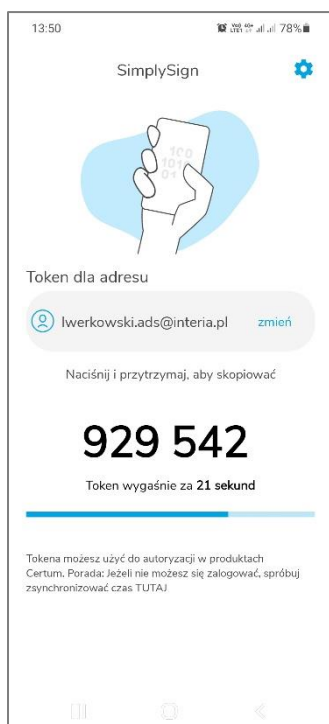 13:50 78%
SimplySign
100
101
01
Token dla adresu
lwerkowski.ads@interia.pl zmień
Naciśnij i przytrzymaj, aby skopiować
929 542
Token wygaśnie za 21 sekund
Tokena możesz użyć do autoryzacji w produktach
Certum. Porada: Jeżeli nie możesz się zalogować, spróbuj
zsynchronizować czas TUTAJ